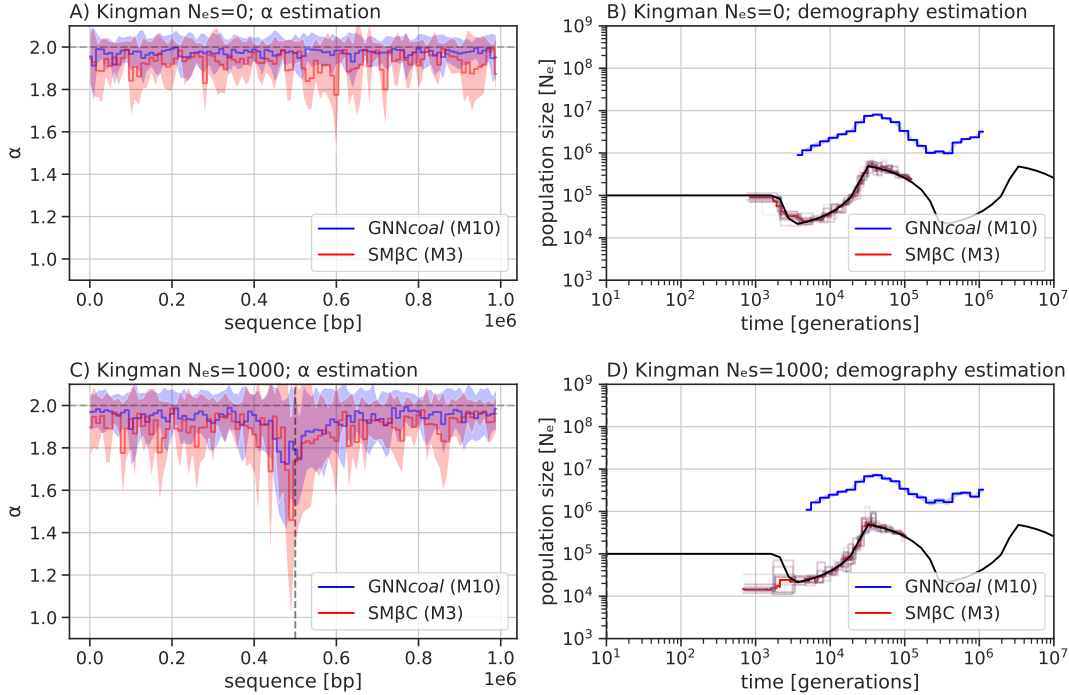 A) Kingman Nₑs=0; α estimation
2.0
1.8
1.6
1.4
1.2
1.0
α
GNNcoal (M10)
SMβC (M3)
0.0 0.2 0.4 0.6 0.8 1.0
sequence [bp]
1e6
B) Kingman Nₑs=0; demography estimation
10⁹
10⁸
10⁷
10⁶
10⁵
10⁴
10³
population size [Nₑ]
GNNcoal (M10)
SMβC (M3)
10¹ 10² 10³ 10⁴ 10⁵ 10⁶ 10⁷
time [generations]
C) Kingman Nₑs=1000; α estimation
2.0
1.8
1.6
1.4
1.2
1.0
α
GNNcoal (M10)
SMβC (M3)
0.0 0.2 0.4 0.6 0.8 1.0
sequence [bp]
1e6
D) Kingman Nₑs=1000; demography estimation
10⁹
10⁸
10⁷
10⁶
10⁵
10⁴
10³
population size [Nₑ]
GNNcoal (M10)
SMβC (M3)
10¹ 10² 10³ 10⁴ 10⁵ 10⁶ 10⁷
time [generations]